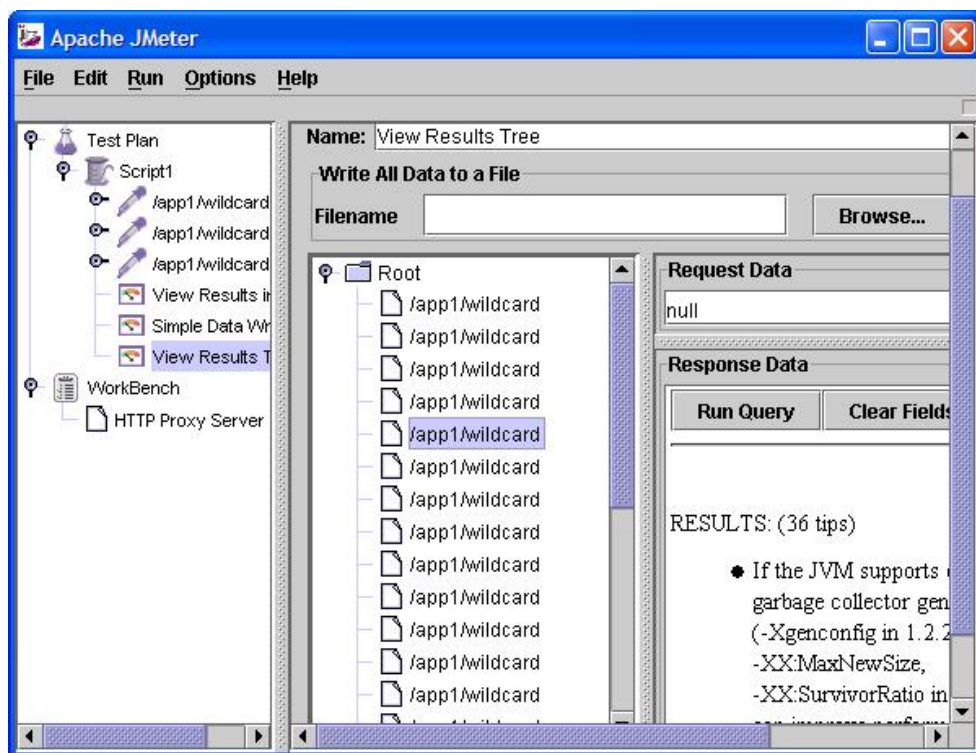 Apache JMeter
File Edit Run Options Help
Test Plan
Script1
/app1/wildcard
/app1/wildcard
/app1/wildcard
View Results in
Simple Data Wr
View Results T
WorkBench
HTTP Proxy Server
Name: View Results Tree
Write All Data to a File
Filename Browse...
Root
/app1/wildcard
/app1/wildcard
/app1/wildcard
/app1/wildcard
/app1/wildcard
/app1/wildcard
/app1/wildcard
/app1/wildcard
/app1/wildcard
/app1/wildcard
/app1/wildcard
/app1/wildcard
/app1/wildcard
Request Data
null
Response Data
Run Query Clear Fields
RESULTS: (36 tips)
If the JVM supports
garbage collector gen
(-Xgenconfig in 1.2.2
-XX:MaxNewSize,
-XX:SurvivorRatio in